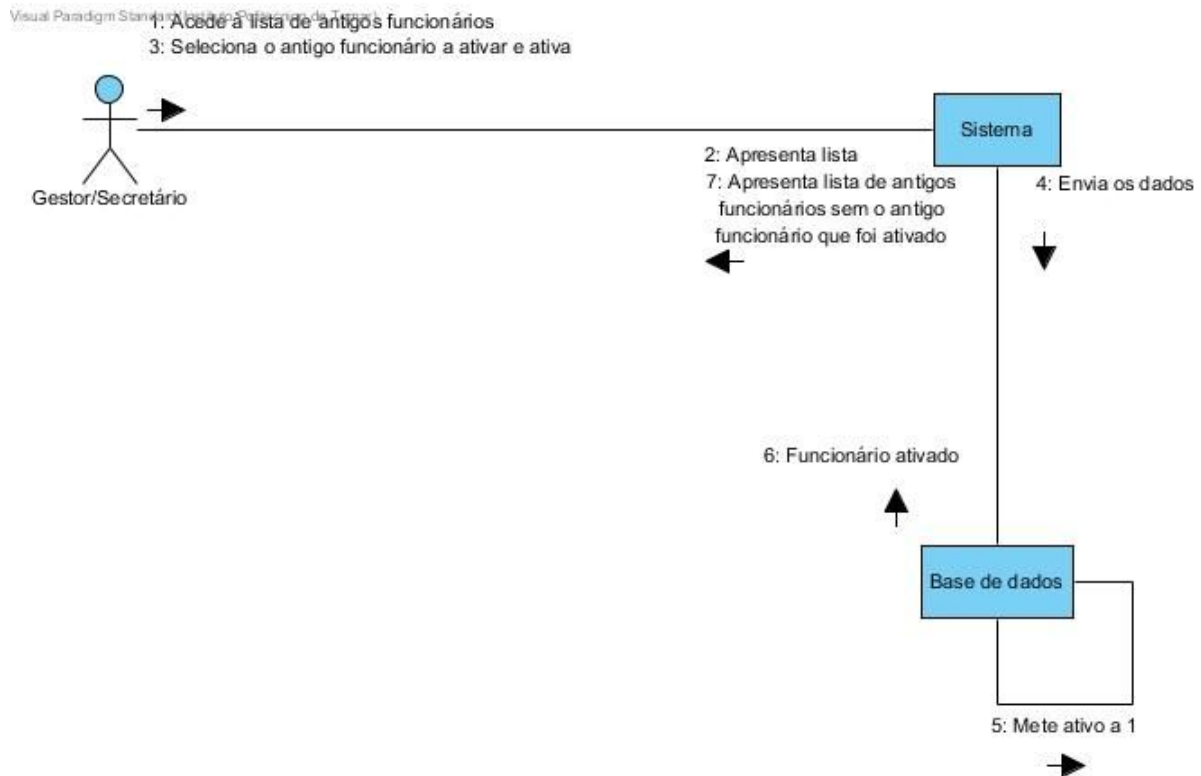 Visual Paradigm Standard
1: Acede á lista de antigos funcionários
3: Seleciona o antigo funcionário a ativar e ativa
Sistema
2: Apresenta lista
7: Apresenta lista de antigos
funcionários sem o antigo
funcionário que foi ativado
4: Envia os dados
Gestor/Secretário
6: Funcionário ativado
Base de dados
5: Mete ativo a 1